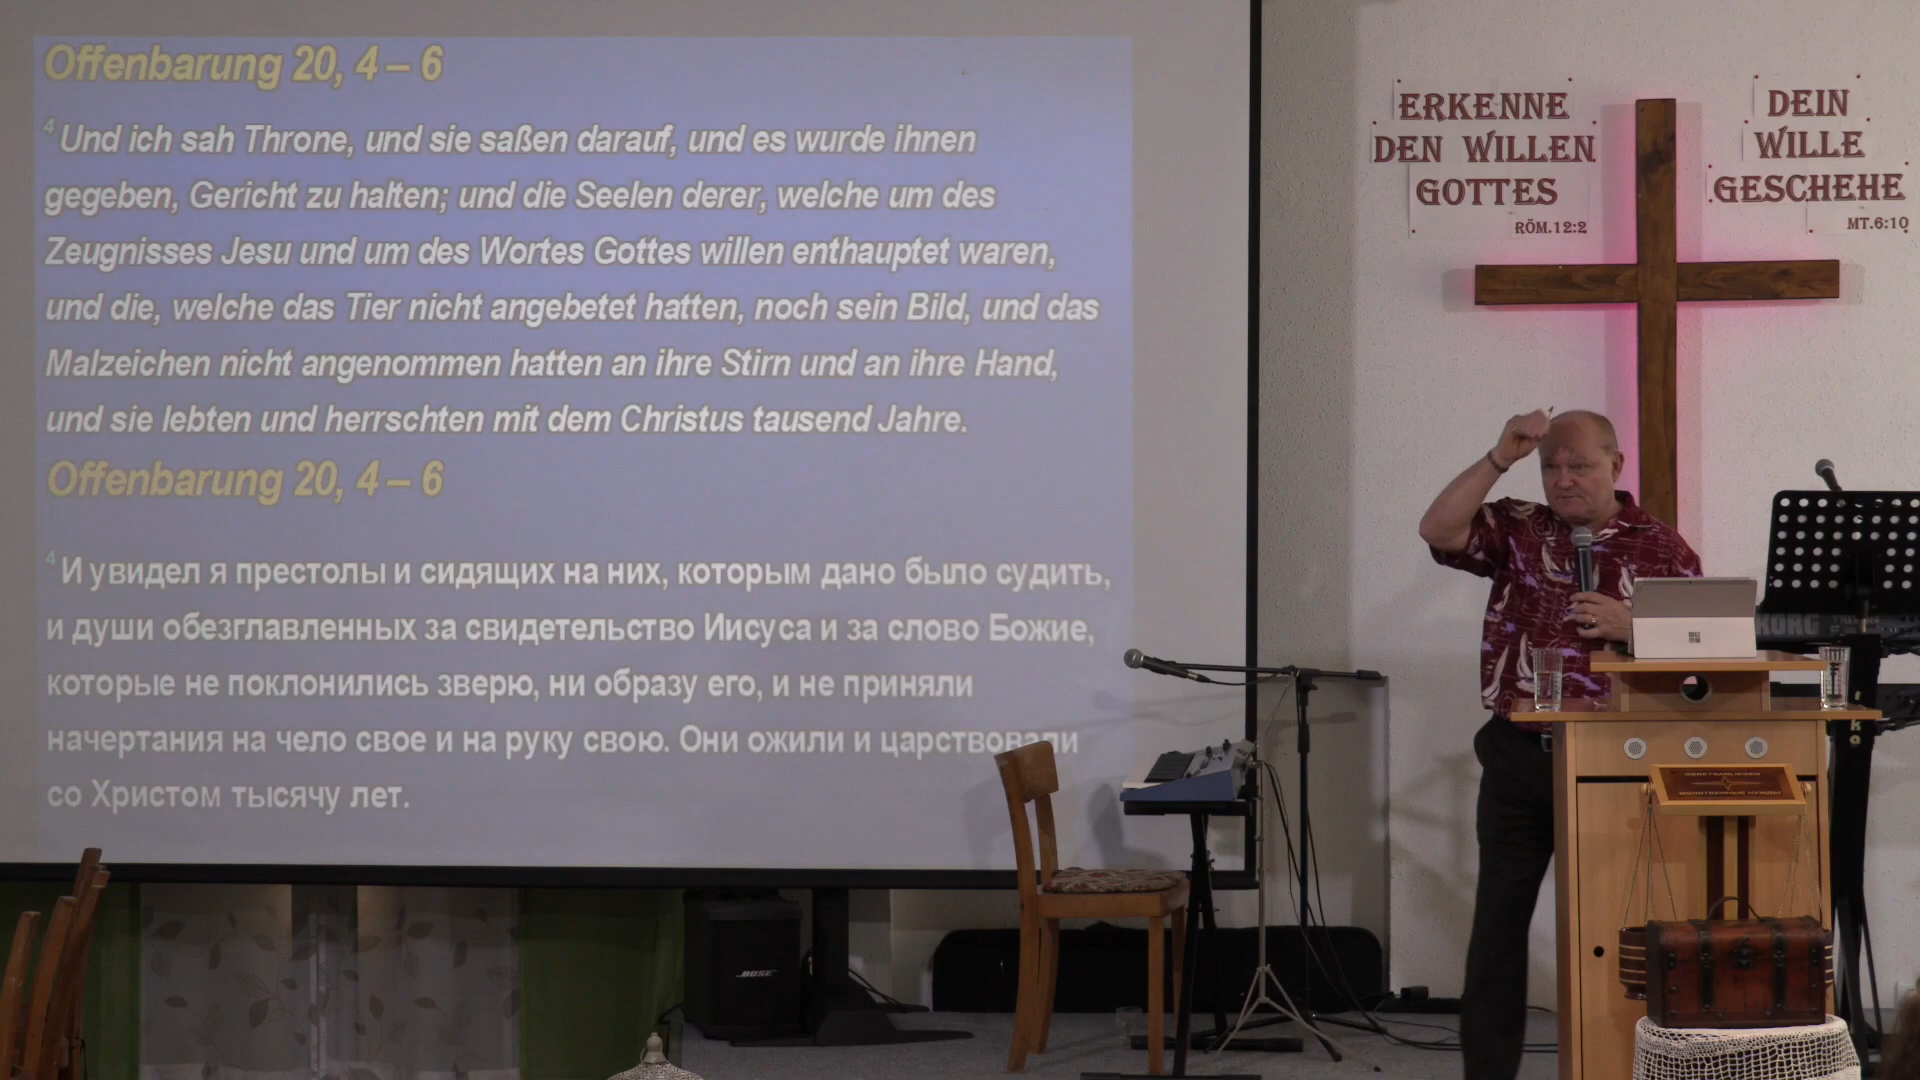 Offenbarung 20, 4 – 6
4 Und ich sah Throne, und sie saßen darauf, und es wurde ihnen
gegeben, Gericht zu halten; und die Seelen derer, welche um des
Zeugnisses Jesu und um des Wortes Gottes willen enthauptet waren,
und die, welche das Tier nicht angebetet hatten, noch sein Bild, und das
Malzeichen nicht angenommen hatten an ihre Stirn und an ihre Hand,
und sie lebten und herrschten mit dem Christus tausend Jahre.
Offenbarung 20, 4 – 6
4 И увидел я престолы и сидящих на них, которым дано было судить,
и души обезглавленных за свидетельство Иисуса и за слово Божие,
которые не поклонились зверю, ни образу его, и не приняли
начертания на чело свое и на руку свою. Они ожили и царствовали
со Христом тысячу лет.
ERKENNE
DEN WILLEN
GOTTES
RÖM.12:2
DEIN
WILLE
GESCHEHE
MT.6:10
KORG
GEBETSANLIEGEN
МОЛИТВЕННЫЕ НУЖДЫ
BOSE